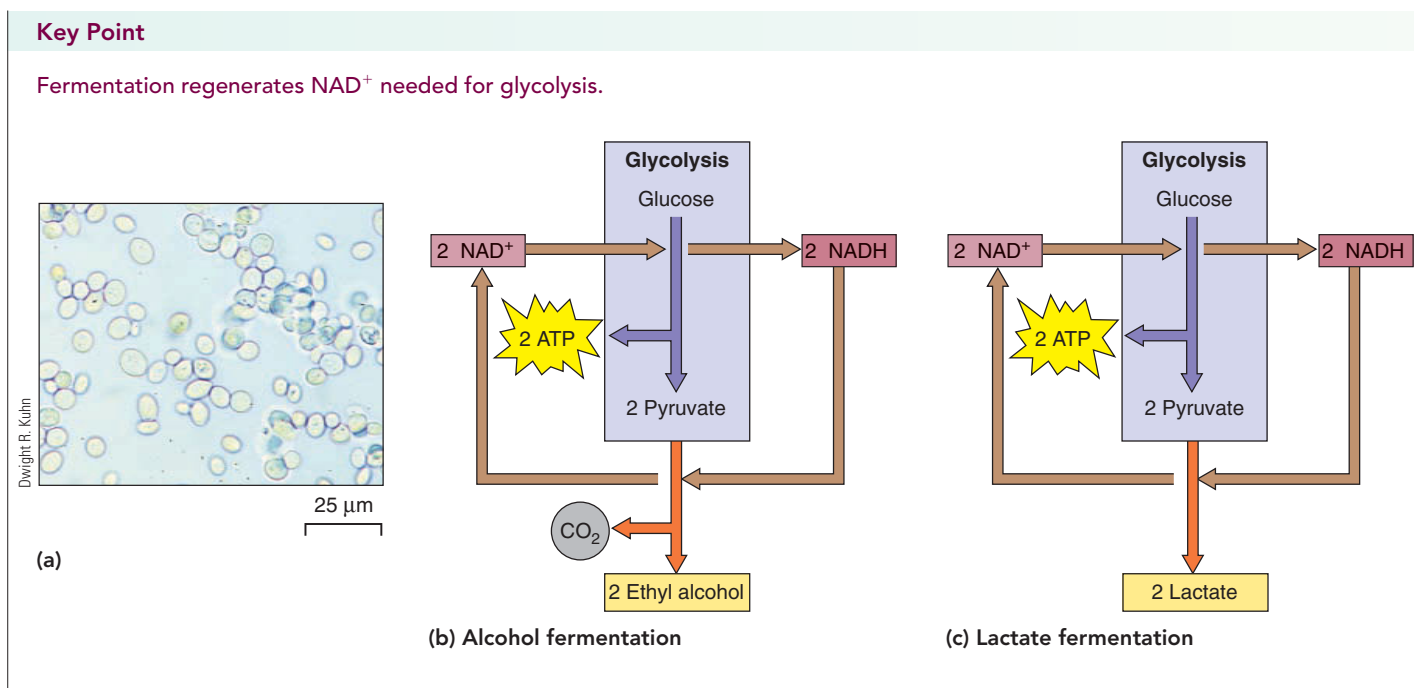 Key Point
Fermentation regenerates NAD⁺ needed for glycolysis.
Dwight R. Kuhn
25 μm
(a)
Glycolysis
Glucose
2 NAD⁺
2 NADH
2 ATP
2 Pyruvate
CO₂
2 Ethyl alcohol
(b) Alcohol fermentation
Glycolysis
Glucose
2 NAD⁺
2 NADH
2 ATP
2 Pyruvate
2 Lactate
(c) Lactate fermentation